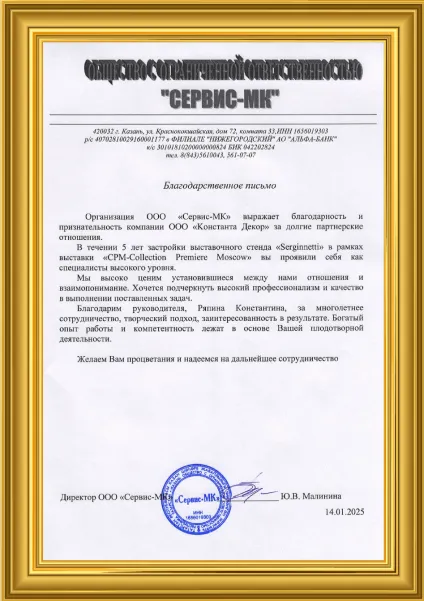 ОБЩЕСТВО С ОГРАНИЧЕННОЙ ОТВЕТСТВЕННОСТЬЮ
"СЕРВИС-МК"
420032 г. Казань, ул. Краснококшайская, дом 72, комната 33,ИНН 1656019303
р/с 40702810029160001177 в ФИЛИАЛЕ "НИЖЕГОРОДСКИЙ" АО "АЛЬФА-БАНК"
к/с 30101810200000000824 БИК 042202824
тел. 8(843)5610043, 561-07-07
Благодарственное письмо
Организация ООО «Сервис-МК» выражает благодарность и
признательность компании ООО «Константа Декор» за долгие партнерские
отношения.
В течении 5 лет застройки выставочного стенда «Serginnetti» в рамках
выставки «CPM-Collection Premiere Moscow» вы проявили себя как
специалисты высокого уровня.
Мы высоко ценим установившиеся между нами отношения и
взаимопонимание. Хочется подчеркнуть высокий профессионализм и качество
в выполнении поставленных задач.
Благодарим руководителя, Ряпина Константина, за многолетнее
сотрудничество, творческий подход, заинтересованность в результате. Богатый
опыт работы и компетентность лежат в основе Вашей плодотворной
деятельности.
Желаем Вам процветания и надеемся на дальнейшее сотрудничество
Директор ООО «Сервис-МК»
«Сервис-МК»
ИНН
Ю.В. Малинина
14.01.2025